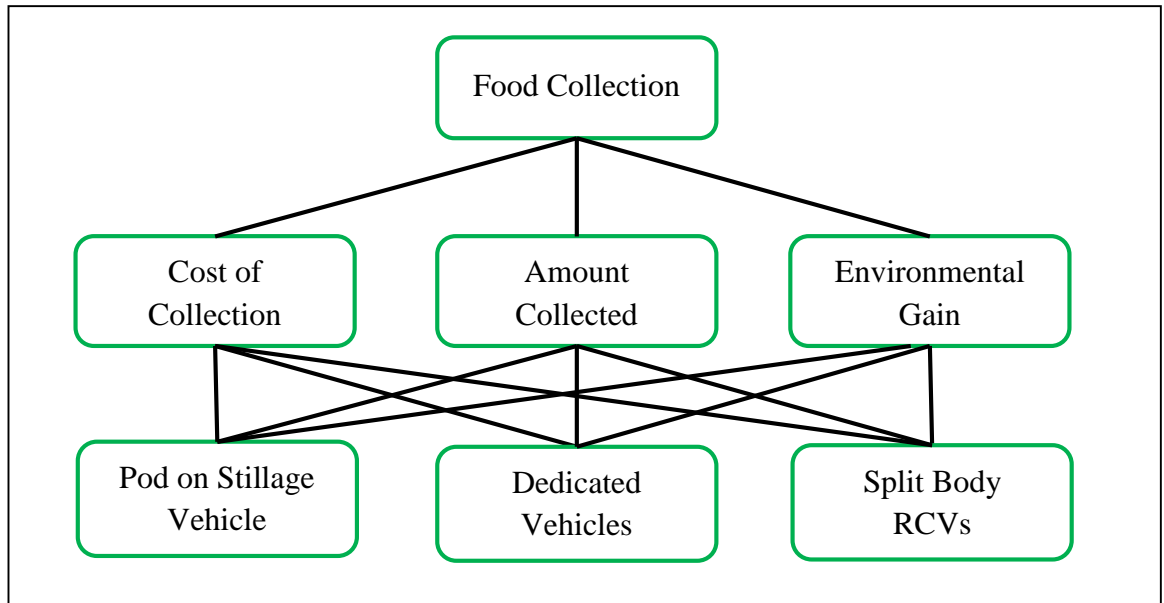 Food Collection
Cost of
Collection
Amount
Collected
Environmental
Gain
Pod on Stillage
Vehicle
Dedicated
Vehicles
Split Body
RCVs